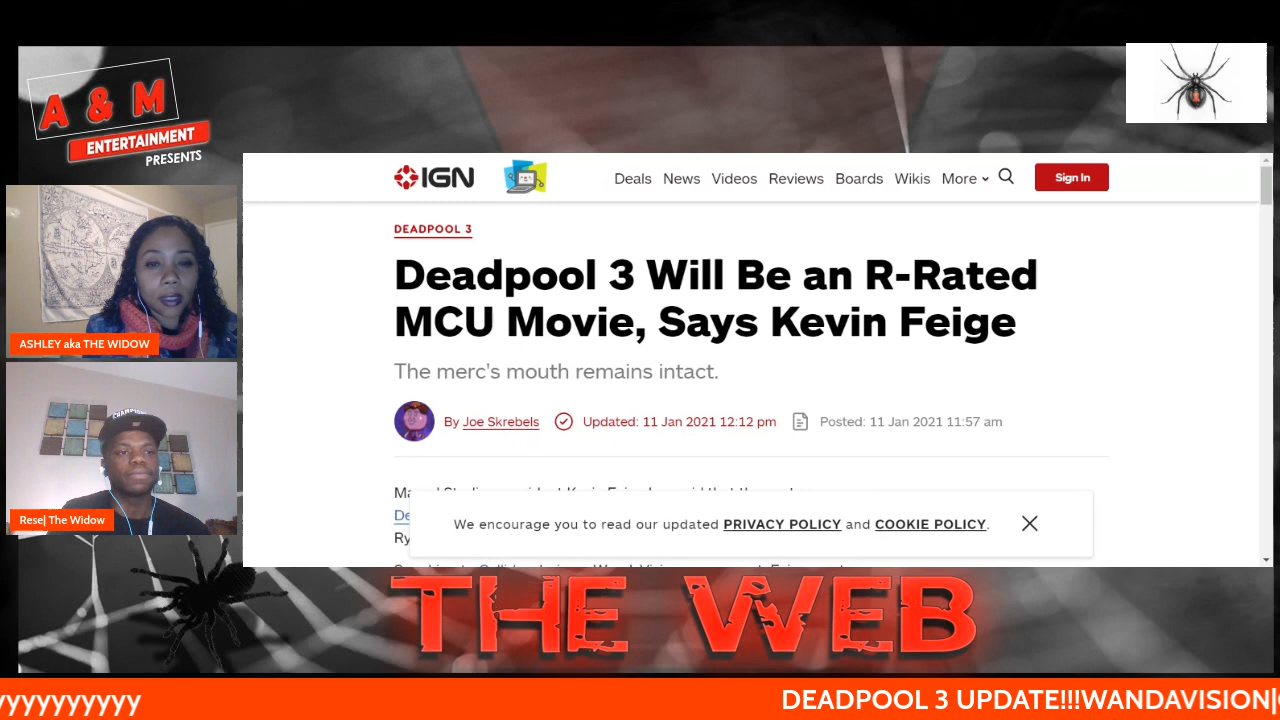 A & M
ENTERTAINMENT
PRESENTS
IGN
Deals News Videos Reviews Boards Wikis More
Sign In
DEADPOOL 3
Deadpool 3 Will Be an R-Rated
MCU Movie, Says Kevin Feige
The merc's mouth remains intact.
By Joe Skrebels Updated: 11 Jan 2021 12:12 pm Posted: 11 Jan 2021 11:57 am
We encourage you to read our updated PRIVACY POLICY and COOKIE POLICY.
ASHLEY aka THE WIDOW
CHAMPIONS
Rese| The Widow
THE WEB
yyyyyyyyyyy
DEADPOOL 3 UPDATE!!!WANDAVISION|